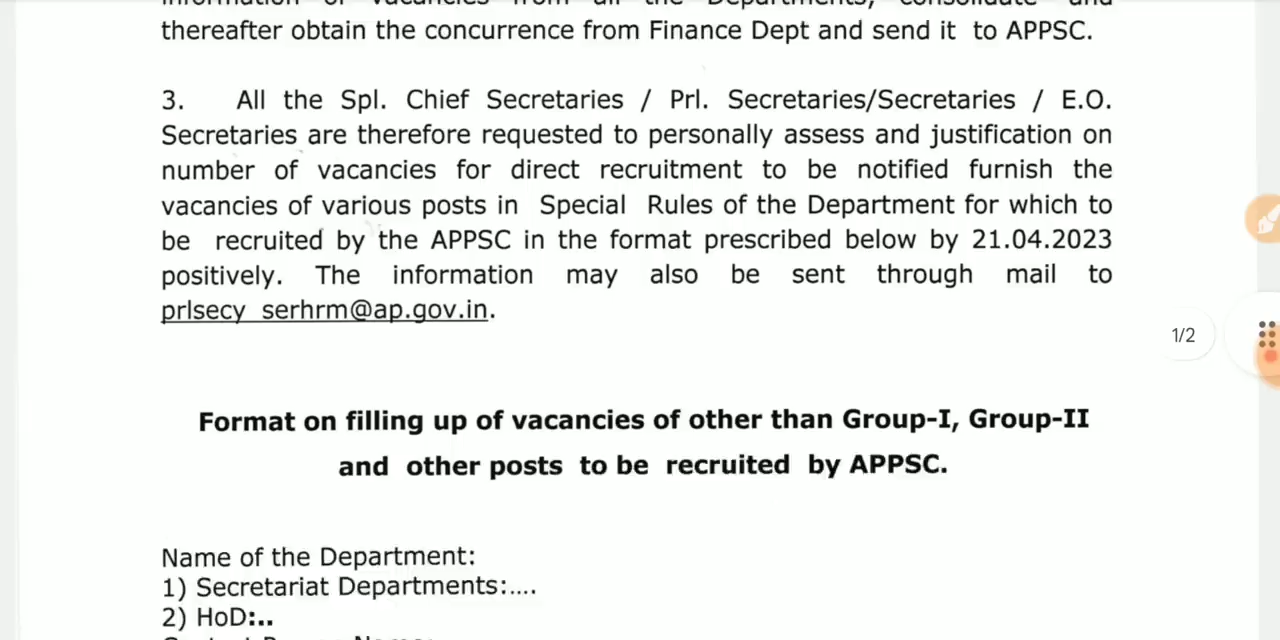 thereafter obtain the concurrence from Finance Dept and send it to APPSC.
3. All the Spl. Chief Secretaries / Prl. Secretaries/Secretaries / E.O.
Secretaries are therefore requested to personally assess and justification on
number of vacancies for direct recruitment to be notified furnish the
vacancies of various posts in Special Rules of the Department for which to
be recruited by the APPSC in the format prescribed below by 21.04.2023
positively. The information may also be sent through mail to
prlsecy_serhrm@ap.gov.in.
1/2
Format on filling up of vacancies of other than Group-I, Group-II
and other posts to be recruited by APPSC.
Name of the Department:
1) Secretariat Departments:....
2) HoD:..